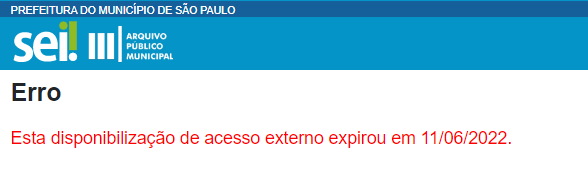 PREFEITURA DO MUNICÍPIO DE SÃO PAULO
sei!
ARQUIVO
PÚBLICO
MUNICIPAL
Erro
Esta disponibilização de acesso externo expirou em 11/06/2022.